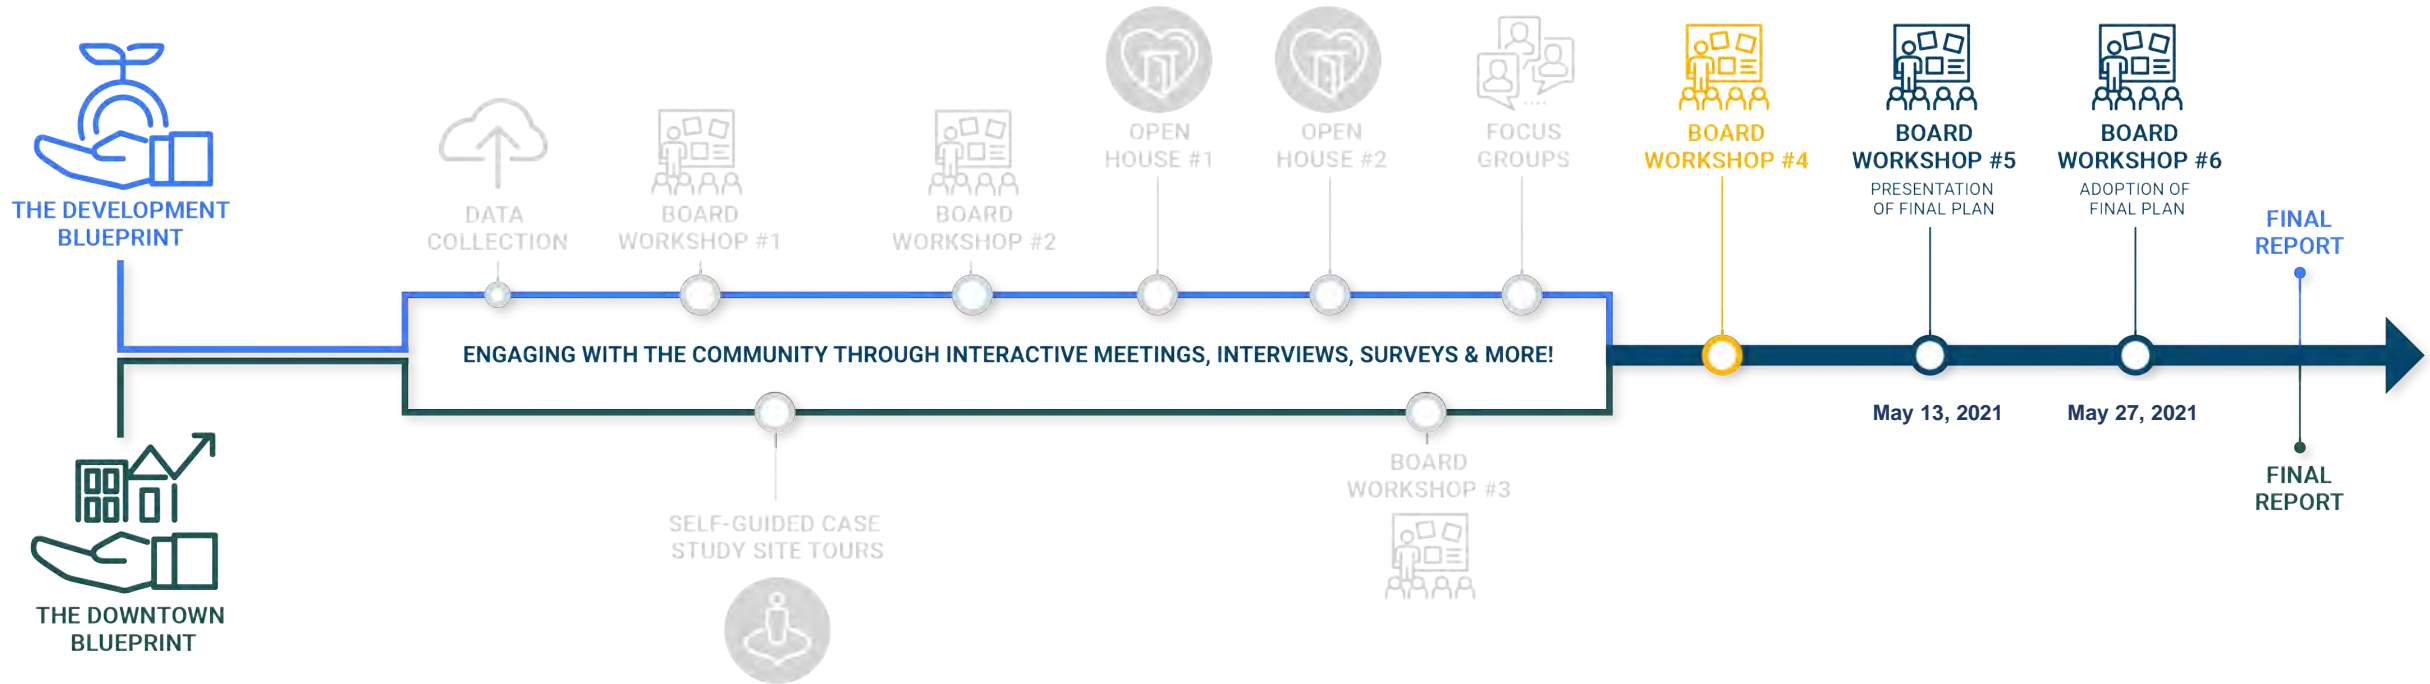 THE DEVELOPMENT
BLUEPRINT
DATA
COLLECTION
BOARD
WORKSHOP #1
BOARD
WORKSHOP #2
OPEN
HOUSE #1
OPEN
HOUSE #2
FOCUS
GROUPS
BOARD
WORKSHOP #4
BOARD
WORKSHOP #5
PRESENTATION
OF FINAL PLAN
BOARD
WORKSHOP #6
ADOPTION OF
FINAL PLAN
FINAL
REPORT
ENGAGING WITH THE COMMUNITY THROUGH INTERACTIVE MEETINGS, INTERVIEWS, SURVEYS & MORE!
May 13, 2021
May 27, 2021
SELF-GUIDED CASE
STUDY SITE TOURS
BOARD
WORKSHOP #3
FINAL
REPORT
THE DOWNTOWN
BLUEPRINT